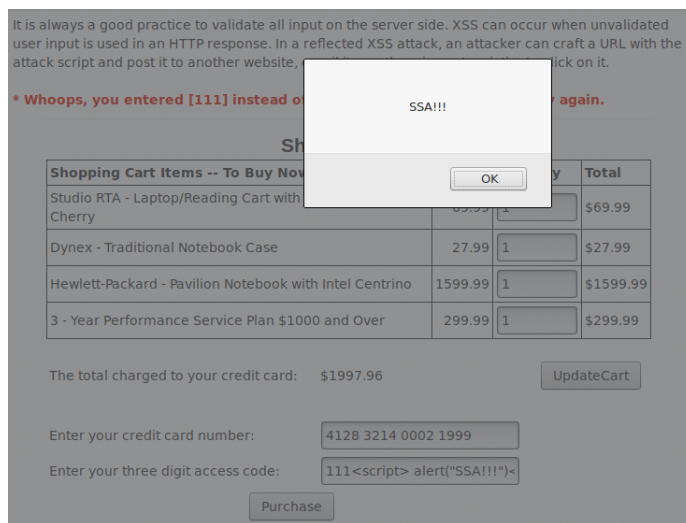 It is always a good practice to validate all input on the server side. XSS can occur when unvalidated
user input is used in an HTTP response. In a reflected XSS attack, an attacker can craft a URL with the
attack script and post it to another website, lick on it.
* Whoops, you entered [111] instead of again.
SSA!!!
OK
Shopping Cart Items -- To Buy Now Total
Studio RTA - Laptop/Reading Cart with
Cherry 69.99 1 $69.99
Dynex - Traditional Notebook Case 27.99 1 $27.99
Hewlett-Packard - Pavilion Notebook with Intel Centrino 1599.99 1 $1599.99
3 - Year Performance Service Plan $1000 and Over 299.99 1 $299.99
The total charged to your credit card: $1997.96 UpdateCart
Enter your credit card number: 4128 3214 0002 1999
Enter your three digit access code: 111<script> alert("SSA!!!")<
Purchase